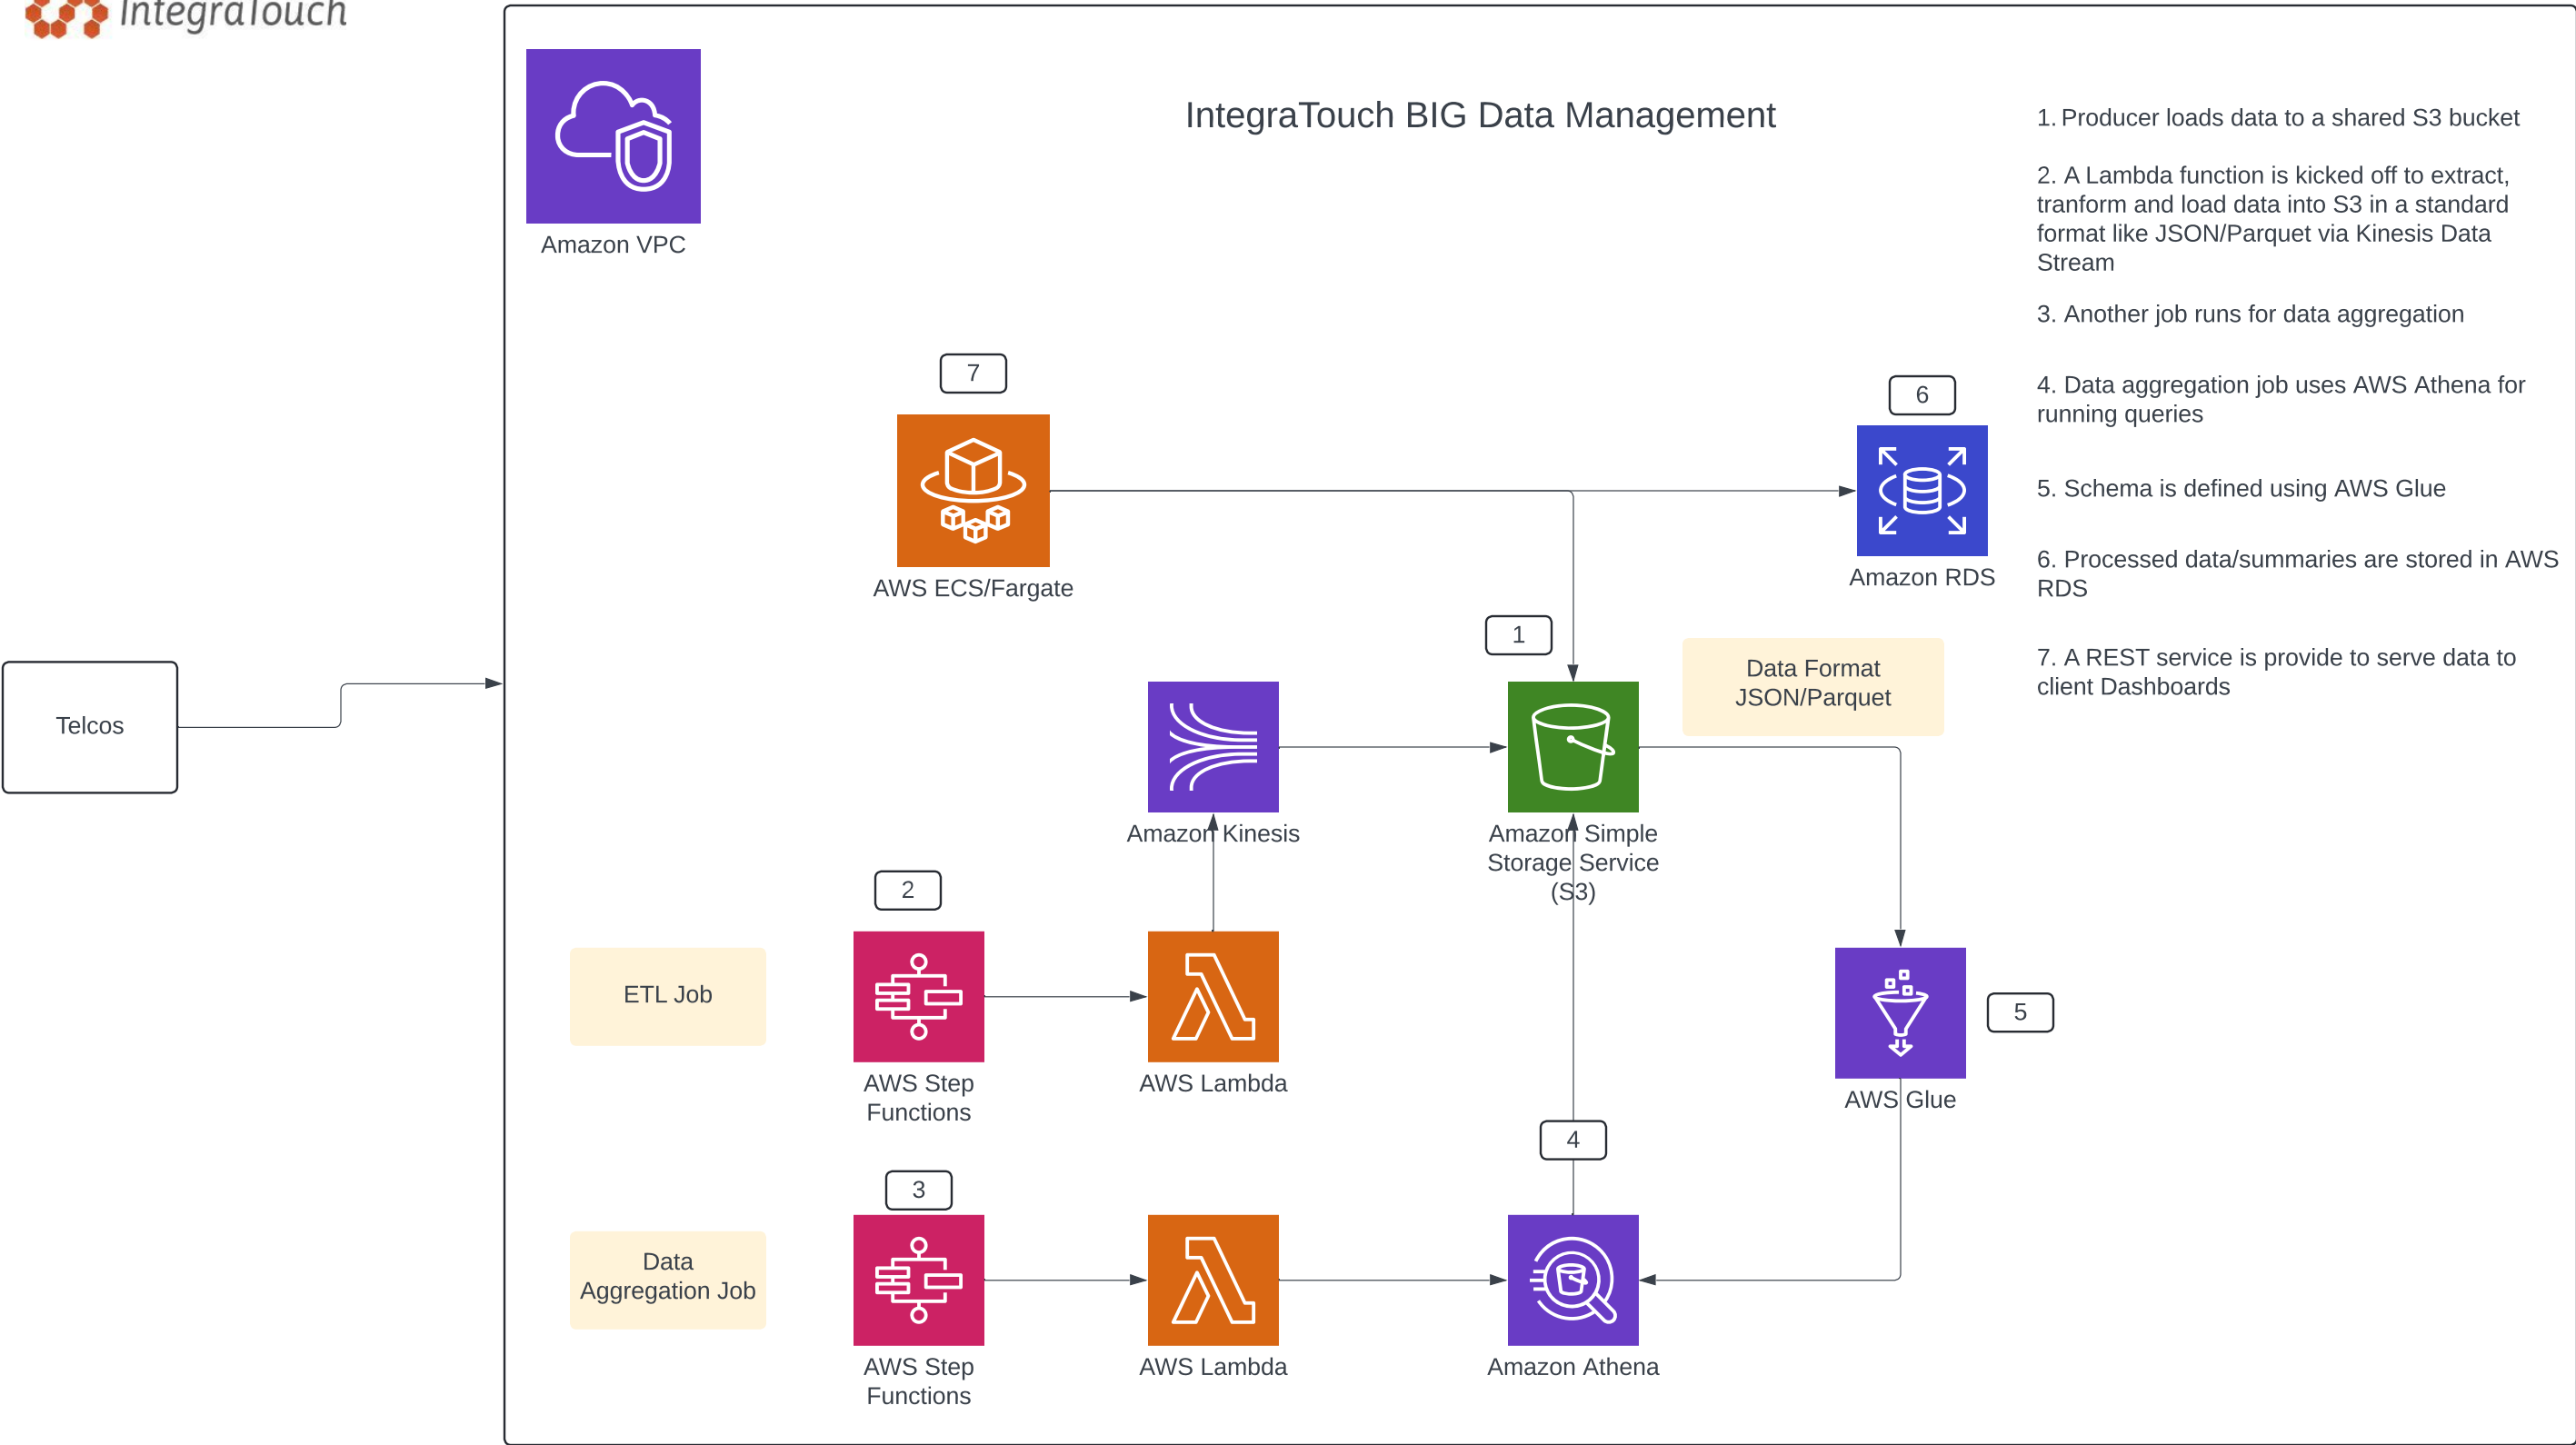 IntegraTouch
Amazon VPC
IntegraTouch BIG Data Management
1. Producer loads data to a shared S3 bucket
2. A Lambda function is kicked off to extract,
tranform and load data into S3 in a standard
format like JSON/Parquet via Kinesis Data
Stream
3. Another job runs for data aggregation
4. Data aggregation job uses AWS Athena for
running queries
5. Schema is defined using AWS Glue
6. Processed data/summaries are stored in AWS
RDS
7. A REST service is provide to serve data to
client Dashboards
7
AWS ECS/Fargate
6
Amazon RDS
1
Data Format
JSON/Parquet
Telcos
Amazon Kinesis
Amazon Simple
Storage Service
(S3)
2
ETL Job
AWS Step
Functions
AWS Lambda
5
AWS Glue
4
3
Data
Aggregation Job
AWS Step
Functions
AWS Lambda
Amazon Athena